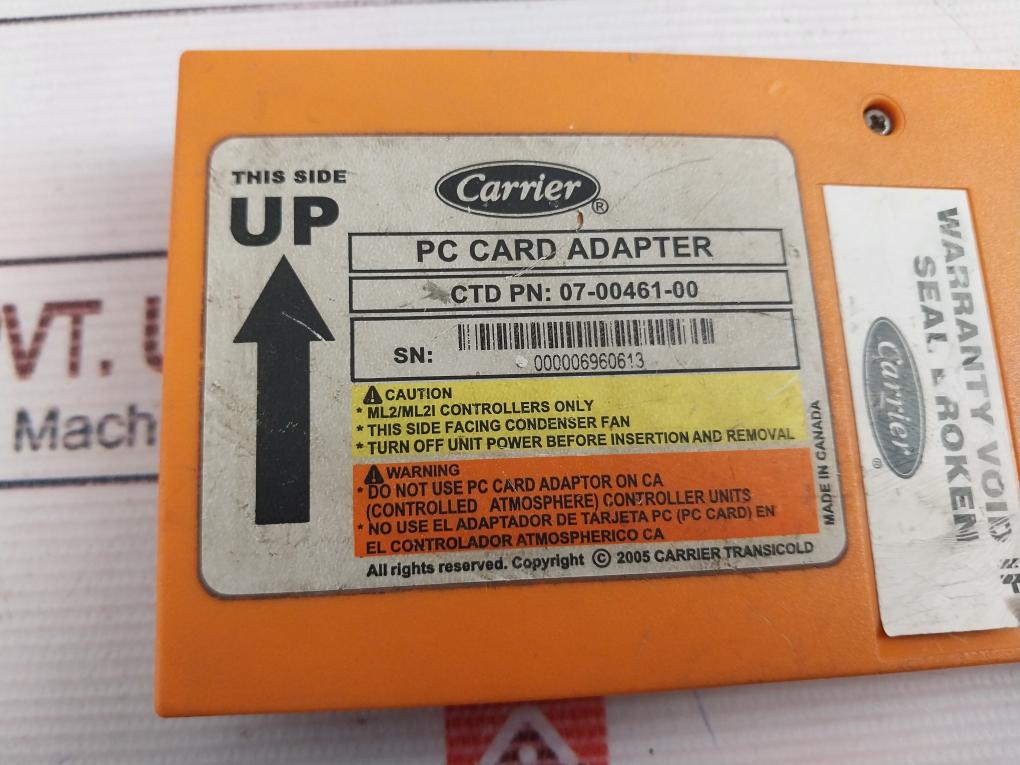 THIS SIDE
UP
Carrier
®
PC CARD ADAPTER
CTD PN: 07-00461-00
SN:
000006960613
CAUTION
* ML2/ML2I CONTROLLERS ONLY
* THIS SIDE FACING CONDENSER FAN
* TURN OFF UNIT POWER BEFORE INSERTION AND REMOVAL
WARNING
* DO NOT USE PC CARD ADAPTOR ON CA
(CONTROLLED ATMOSPHERE) CONTROLLER UNITS
* NO USE EL ADAPTADOR DE TARJETA PC (PC CARD) EN
EL CONTROLADOR ATMOSPHERICO CA
All rights reserved. Copyright © 2005 CARRIER TRANSICOLD
MADE IN CANADA
WARRANTY VOID
SEAL BROKEN
Carrier
®
VT. U
Mach